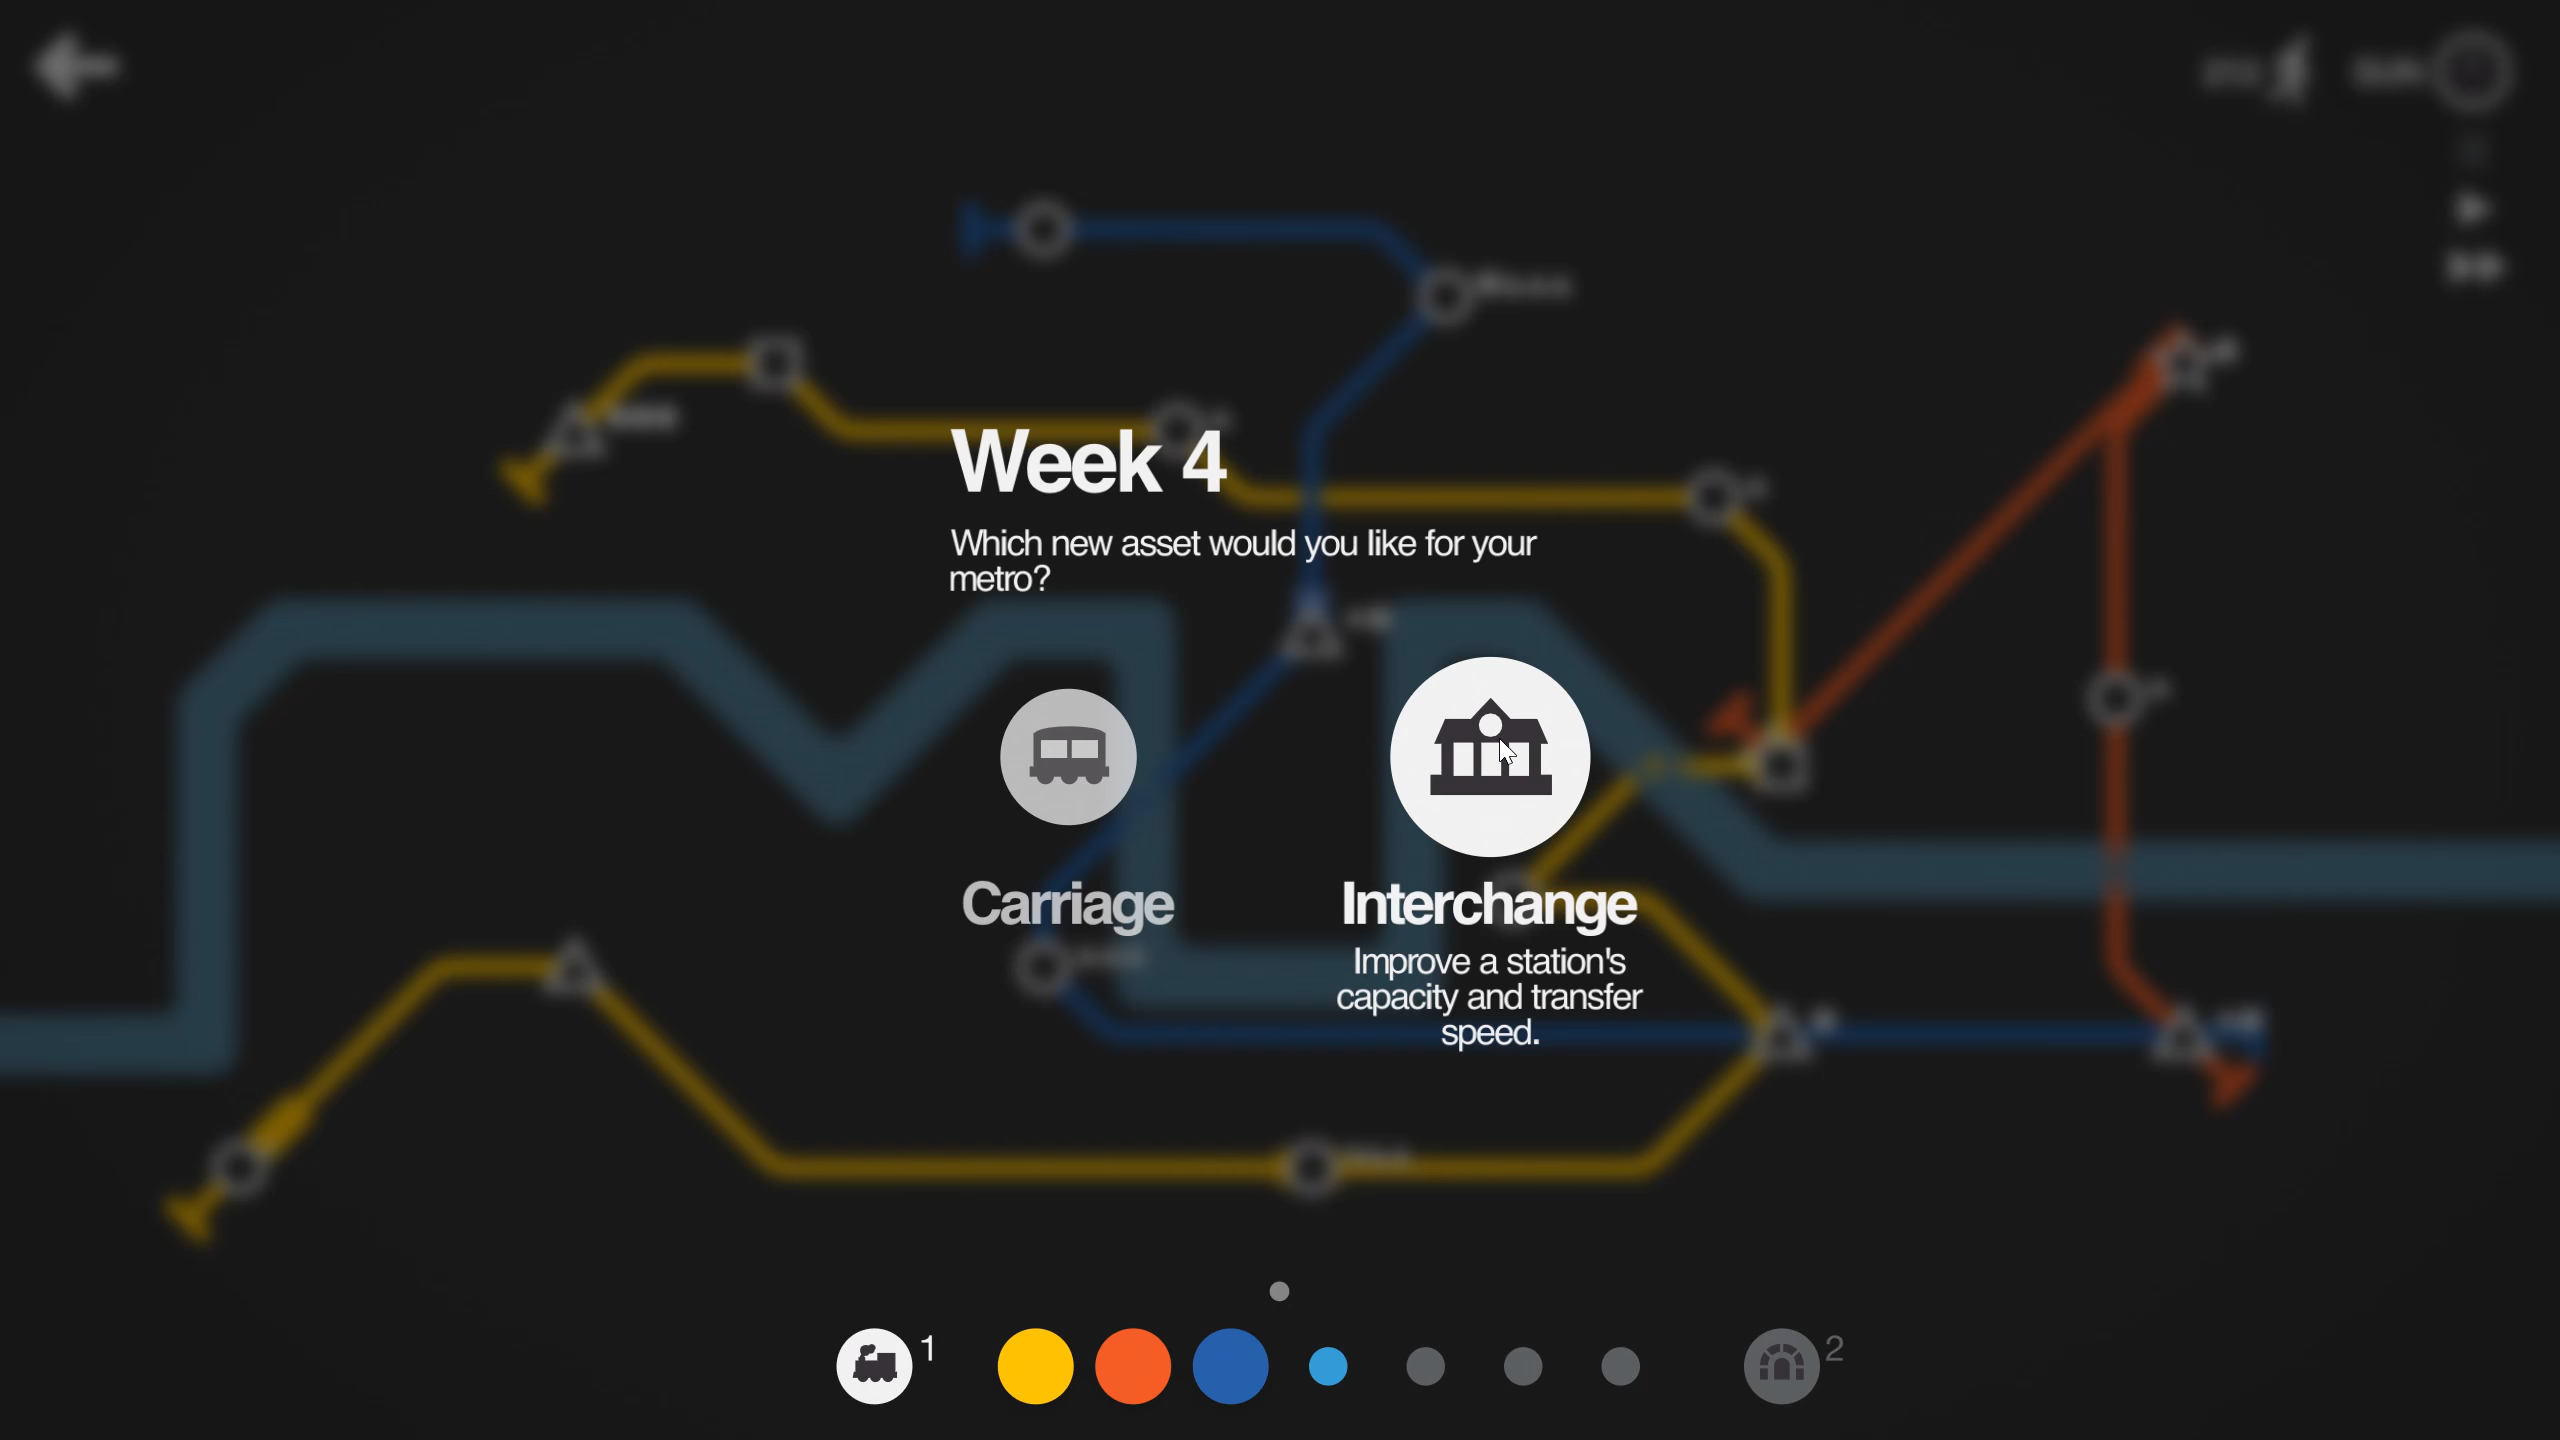 Week 4
Which new asset would you like for your
metro?
Carriage
Interchange
Improve a station's
capacity and transfer
speed.
1
2